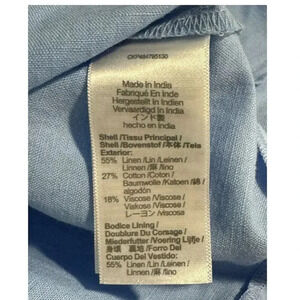 Made In India
Fabriqué En Inde
Hergestellt In Indien
Vervaardigd In India
インド製
hecho en India
Shell /Tissu Principal /
Shell /Bovenstof /本体 /Tela
Exterior:
55% Linen /Lin /Leinen/
Linnen /麻 /lino
27% Cotton /Coton /
Baumwolle /Katoen /綿 /
algodón
18% Viscose /Viscose/
Viskose /Viscose /
レーヨン /viscosa
Bodice Lining /
Doublure Du Corsage /
Miederfutter /Voering Lijfje /
身頃 裏地 /Forro Del
Cuerpo Del Vestido:
55% Linen /Lin /Leinen/
Linnen /麻 /lino